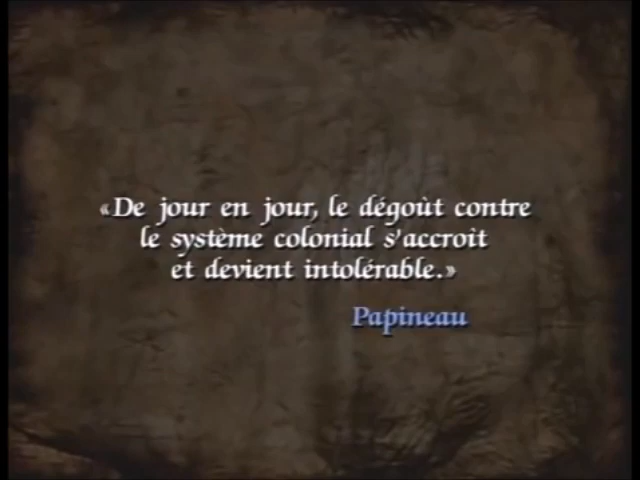 «De jour en jour, le dégoût contre
le système colonial s'accroît
et devient intolérable.»
Papineau